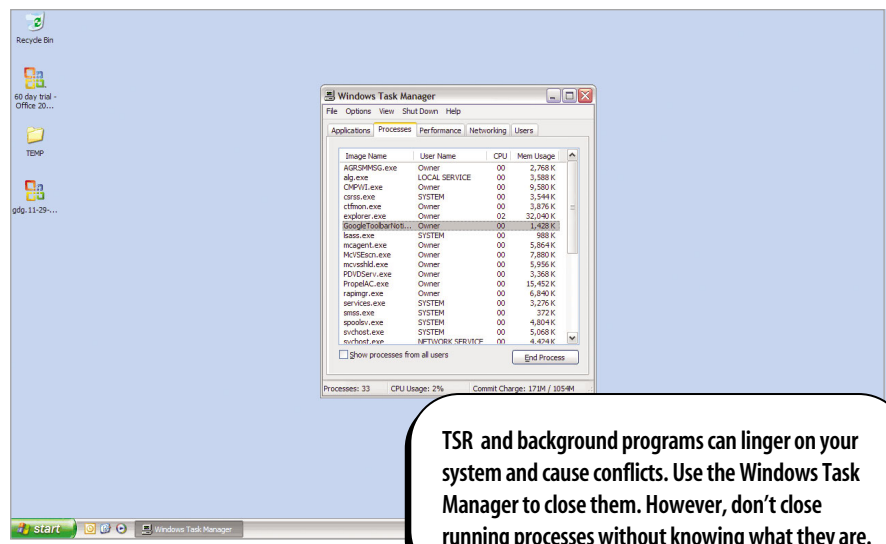 Recycle Bin
60 day trial -
Office 20...
TEMP
gdg.11-29-...
Windows Task Manager
File Options View Shut Down Help
Applications Processes Performance Networking Users
Image Name User Name CPU Mem Usage
AGRSMMSG.exe Owner 00 2,768 K
alg.exe LOCAL SERVICE 00 3,588 K
CMPWI.exe Owner 00 9,580 K
csrss.exe SYSTEM 00 3,544 K
ctfmon.exe Owner 00 3,876 K
explorer.exe Owner 02 32,040 K
GoogleToolbarNoti... Owner 00 1,428 K
lsass.exe SYSTEM 00 988 K
mcagent.exe Owner 00 5,864 K
McVSEscn.exe Owner 00 7,880 K
mcvsshld.exe Owner 00 5,956 K
PDVDServ.exe Owner 00 3,368 K
PropelAC.exe Owner 00 15,452 K
rapimgr.exe Owner 00 6,840 K
services.exe SYSTEM 00 3,276 K
smss.exe SYSTEM 00 372 K
spoolsv.exe SYSTEM 00 4,804 K
svchost.exe SYSTEM 00 5,068 K
svchost.exe NETWORK SERVICE 00 4,424 K
Show processes from all users
End Process
Processes: 33 CPU Usage: 2% Commit Charge: 171M / 1054M
TSR and background programs can linger on your
system and cause conflicts. Use the Windows Task
Manager to close them. However, don't close
running processes without knowing what they are.
start Windows Task Manager